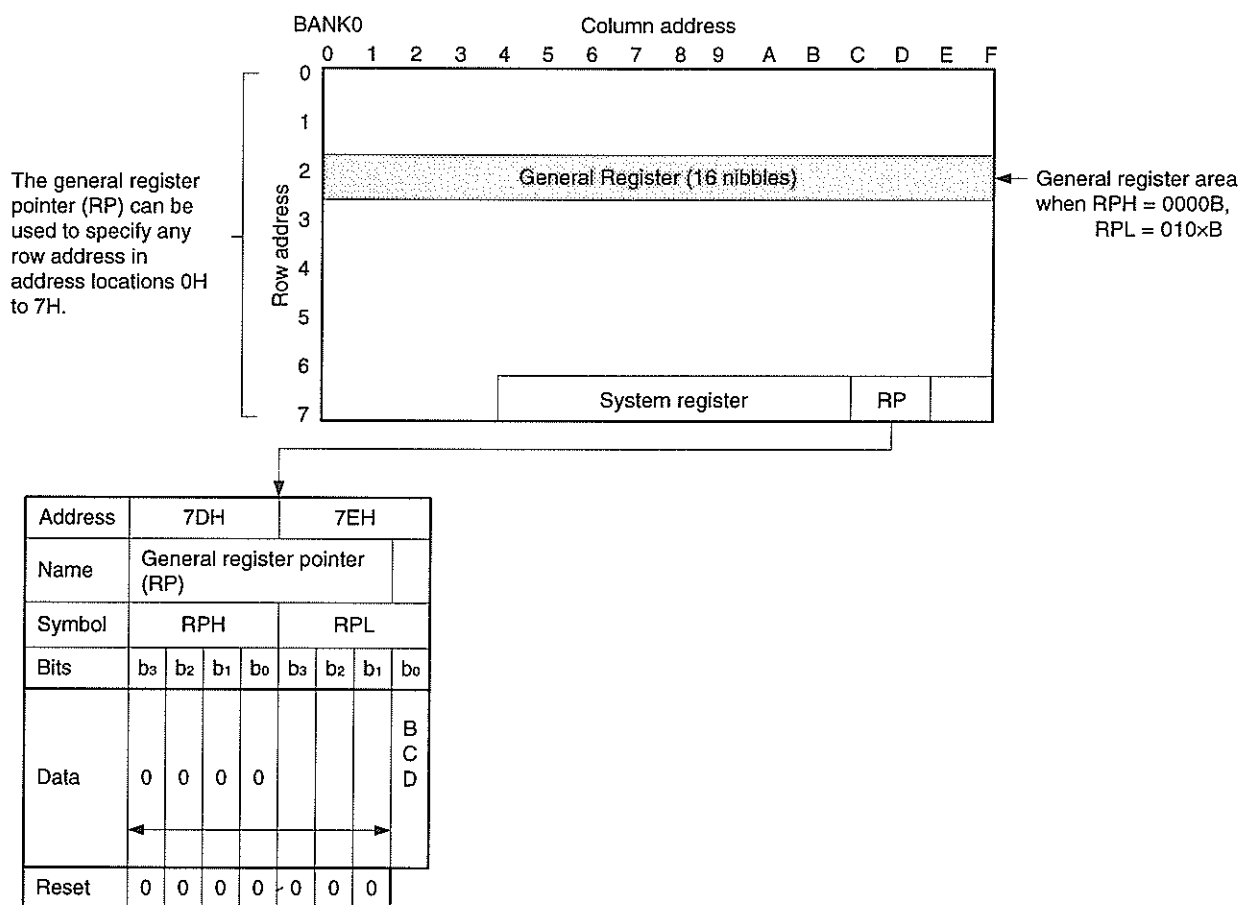 BANK0 Column address
0 1 2 3 4 5 6 7 8 9 A B C D E F
0
1
2
3
4
5
6
7
Row address
The general register
pointer (RP) can be
used to specify any
row address in
address locations 0H
to 7H.
General Register (16 nibbles)
General register area
when RPH = 0000B,
RPL = 010×B
System register RP
Address 7DH 7EH
Name General register pointer
(RP)
Symbol RPH RPL
Bits b3 b2 b1 b0 b3 b2 b1 b0
Data 0 0 0 0
B
C
D
Reset 0 0 0 0 0 0 0